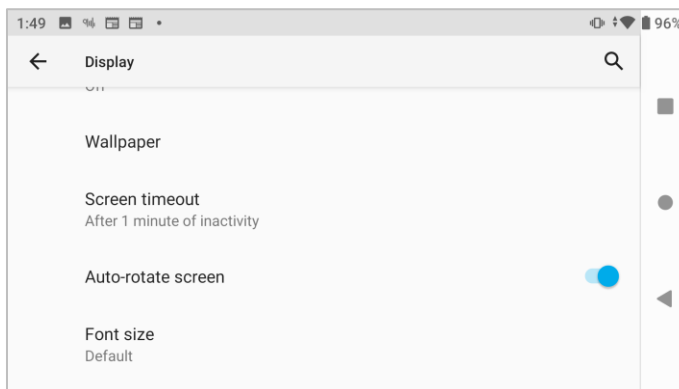 1:49 96%
Display
Wallpaper
Screen timeout
After 1 minute of inactivity
Auto-rotate screen
Font size
Default